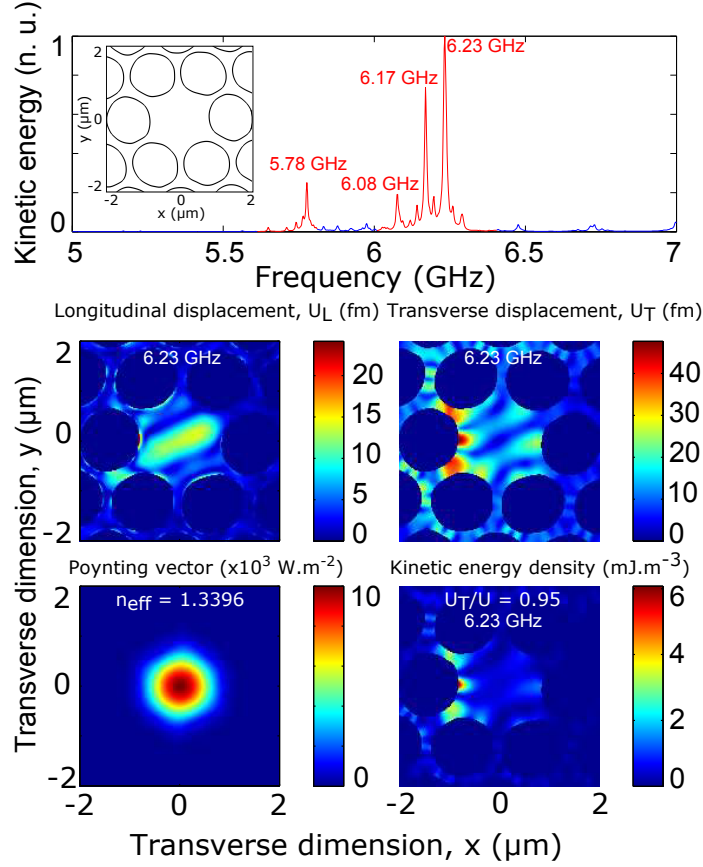 Kinetic energy (n. u.)
1
0
6.23 GHz
6.17 GHz
5.78 GHz
6.08 GHz
2
0
-2
y (µm)
-2 0 2
x (µm)
5 5.5 6 6.5 7
Frequency (GHz)
Longitudinal displacement, U_L (fm)
Transverse displacement, U_T (fm)
6.23 GHz
6.23 GHz
2
0
-2
20
15
10
5
0
40
30
20
10
0
Transverse dimension, y (µm)
Poynting vector (x10³ W.m⁻²)
Kinetic energy density (mJ.m⁻³)
n_eff = 1.3396
U_T/U = 0.95
6.23 GHz
2
0
-2
10
0
6
4
2
0
-2 0 2
-2 0 2
Transverse dimension, x (µm)